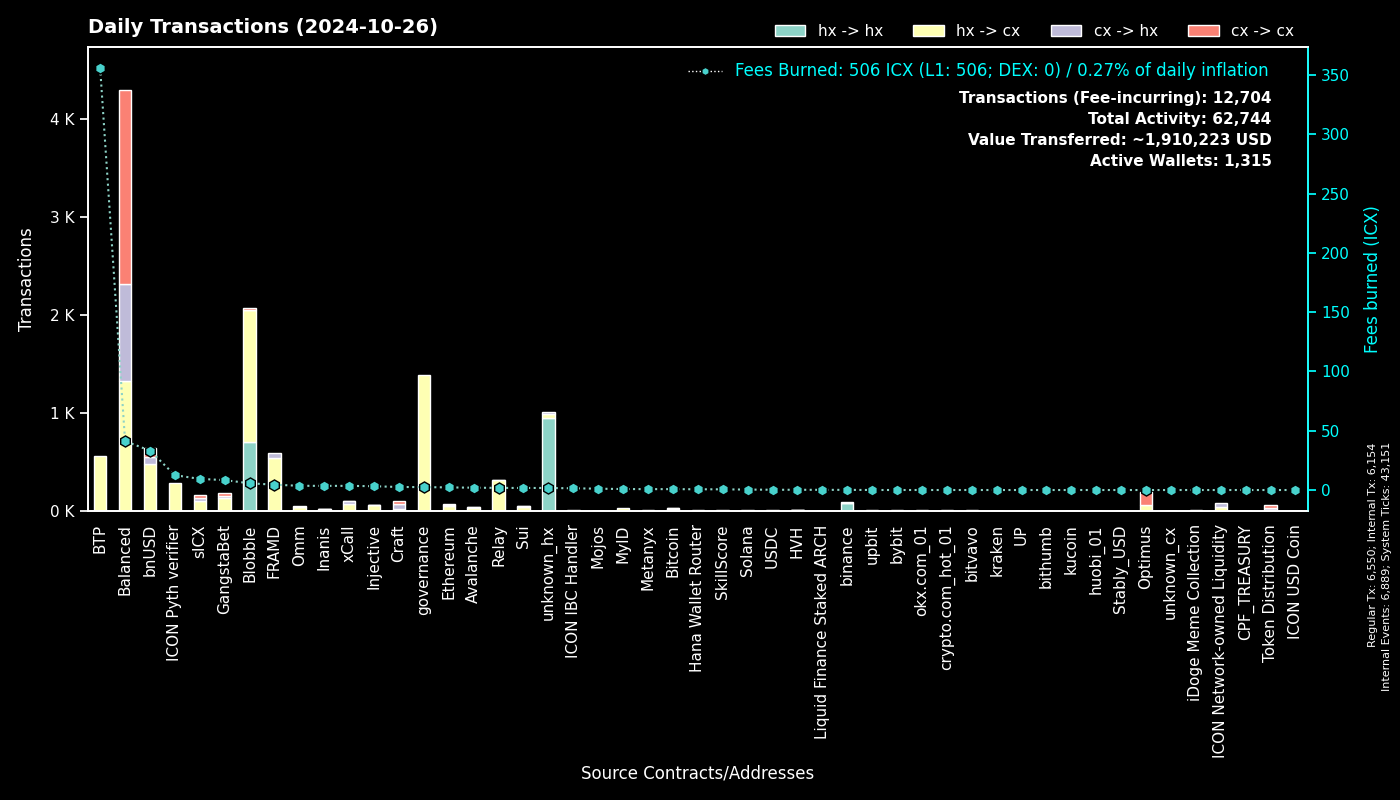 Daily Transactions (2024-10-26)
hx -> hx
hx -> cx
cx -> hx
cx -> cx
Fees Burned: 506 ICX (L1: 506; DEX: 0) / 0.27% of daily inflation
Transactions (Fee-incurring): 12,704
Total Activity: 62,744
Value Transferred: ~1,910,223 USD
Active Wallets: 1,315
Transactions
4 K
3 K
2 K
1 K
0 K
350
300
250
200
150
100
50
0
Fees burned (ICX)
BTP
Balanced
bnUSD
ICON Pyth verifier
sICX
GangstaBet
Blobble
FRAMD
Omm
Inanis
xCall
Injective
Craft
governance
Ethereum
Avalanche
Relay
Sui
unknown_hx
ICON IBC Handler
Mojos
MyID
Metanyx
Bitcoin
Hana Wallet Router
SkillScore
Solana
USDC
HVH
Liquid Finance Staked ARCH
binance
upbit
bybit
okx.com_01
crypto.com_hot_01
bitvavo
kraken
UP
bithumb
kucoin
huobi_01
Stably_USD
Optimus
unknown_cx
iDoge Meme Collection
ICON Network-owned Liquidity
CPF_TREASURY
Token Distribution
ICON USD Coin
Source Contracts/Addresses
Regular Tx: 6,550; Internal Tx: 6,154
Internal Events: 6,889; System Ticks: 43,151